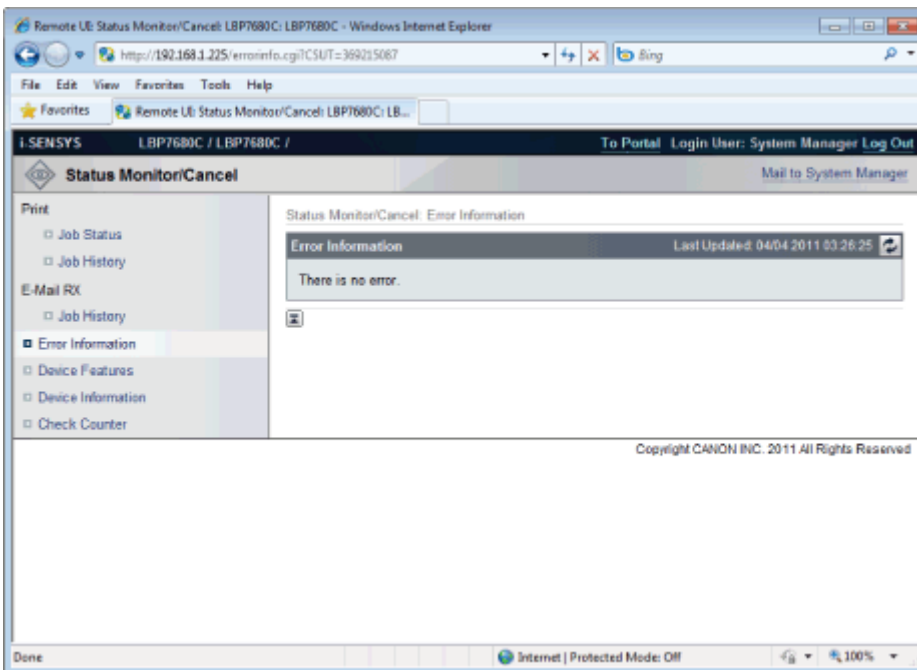 Remote UI: Status Monitor/Cancel: LBP7680C: LBP7680C - Windows Internet Explorer
http://192.168.1.225/errorinfo.cgi?CSUT=369215087
Bing
File Edit View Favorites Tools Help
Favorites Remote UI: Status Monitor/Cancel: LBP7680C: LB...
i-SENSYS LBP7680C / LBP7680C / To Portal Login User: System Manager Log Out
Status Monitor/Cancel Mail to System Manager
Print
Job Status
Job History
E-Mail RX
Job History
Error Information
Device Features
Device Information
Check Counter
Status Monitor/Cancel: Error Information
Error Information Last Updated: 04/04 2011 03:26:25
There is no error.
Copyright CANON INC. 2011 All Rights Reserved
Done Internet | Protected Mode: Off 100%